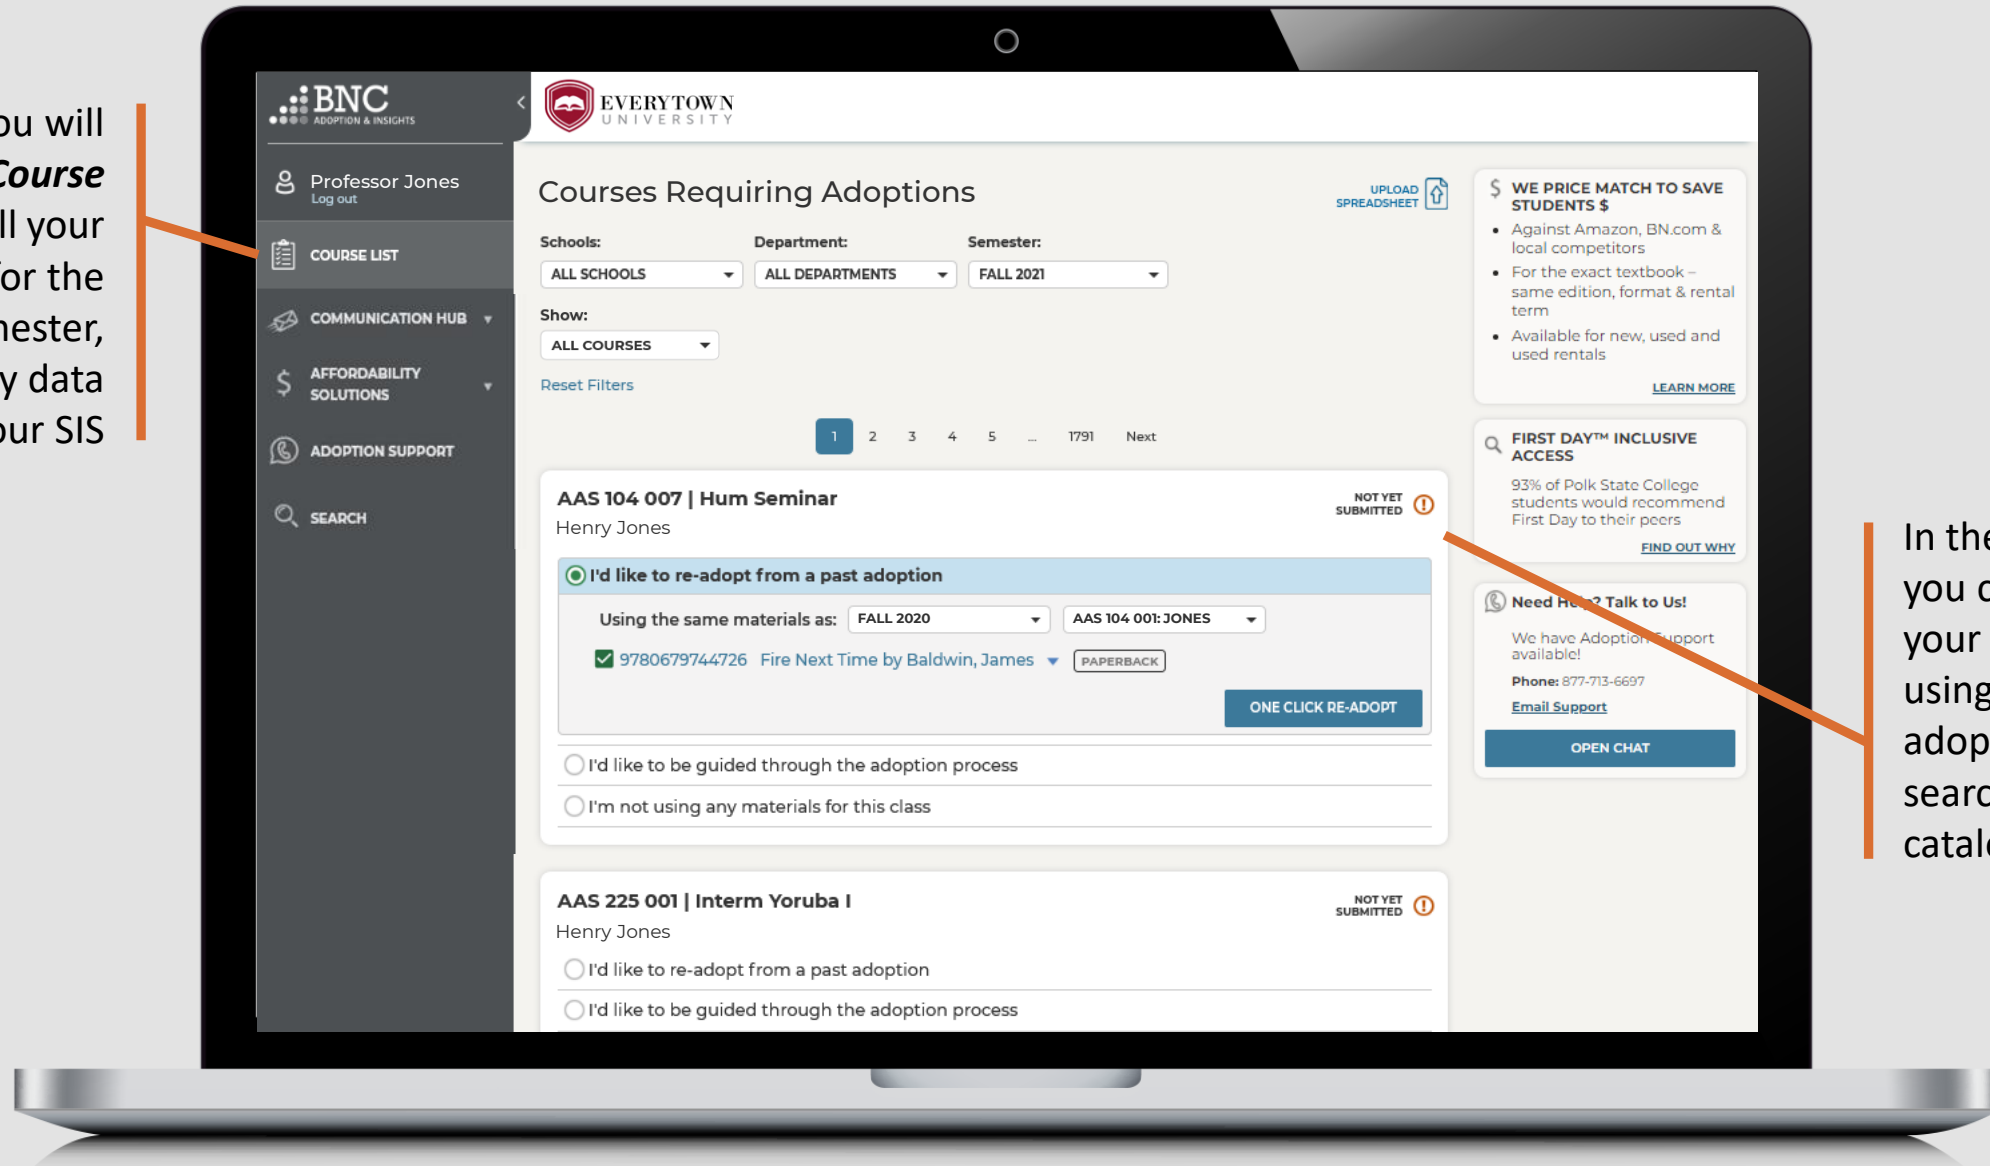 ou will
Course
ll your
for the
nester,
y data
our SIS
BNC
ADOPTION & INSIGHTS
Professor Jones
Log out
COURSE LIST
COMMUNICATION HUB
AFFORDABILITY
SOLUTIONS
ADOPTION SUPPORT
SEARCH
EVERYTOWN
UNIVERSITY
Courses Requiring Adoptions
UPLOAD
SPREADSHEET
Schools: Department: Semester:
ALL SCHOOLS ALL DEPARTMENTS FALL 2021
Show:
ALL COURSES
Reset Filters
1 2 3 4 5 ... 1791 Next
AAS 104 007 | Hum Seminar
Henry Jones
NOT YET
SUBMITTED
I'd like to re-adopt from a past adoption
Using the same materials as: FALL 2020 AAS 104 001: JONES
9780679744726 Fire Next Time by Baldwin, James PAPERBACK
ONE CLICK RE-ADOPT
I'd like to be guided through the adoption process
I'm not using any materials for this class
AAS 225 001 | Interm Yoruba I
Henry Jones
NOT YET
SUBMITTED
I'd like to re-adopt from a past adoption
I'd like to be guided through the adoption process
$ WE PRICE MATCH TO SAVE
STUDENTS $
• Against Amazon, BN.com &
local competitors
• For the exact textbook –
same edition, format & rental
term
• Available for new, used and
used rentals
LEARN MORE
FIRST DAY™ INCLUSIVE
ACCESS
93% of Polk State College
students would recommend
First Day to their peers
FIND OUT WHY
Need Help? Talk to Us!
We have Adoption Support
available!
Phone: 877-713-6697
Email Support
OPEN CHAT
In the
you c
your
using
adop
searc
catal